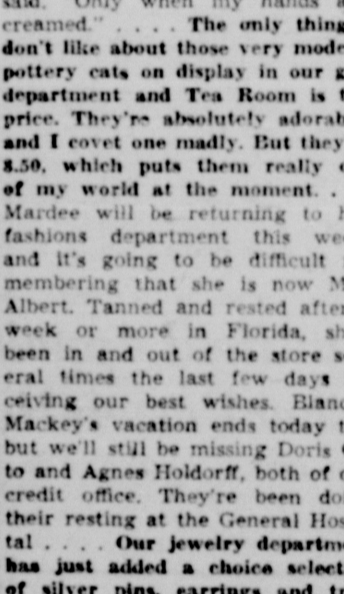 said. "Only when my hands a
creamed." . . . . The only thing
don't like about those very mode
pottery cats on display in our g
department and Tea Room is t
price. They're absolutely adorab
and I covet one madly. But they
8.50, which puts them really o
of my world at the moment. .
Mardee will be returning to h
fashions department this we
and it's going to be difficult
membering that she is now M
Albert. Tanned and rested after
week or more in Florida, sh
been in and out of the store s
eral times the last few days
ceiving our best wishes. Blanc
Mackey's vacation ends today t
but we'll still be missing Doris
to and Agnes Holdorff, both of c
credit office. They're been do
their resting at the General Hos
tal . . . . Our jewelry departme
has just added a choice select
of silver pins, earrings and